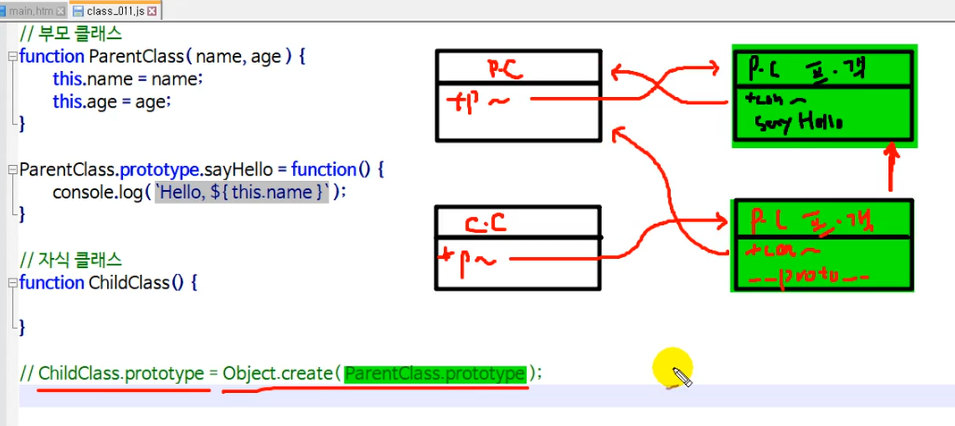 main.htm
class_011.js
// 부모 클래스
function ParentClass( name, age ) {
this.name = name;
this.age = age;
}
ParentClass.prototype.sayHello = function() {
console.log( `Hello, ${ this.name }` );
}
// 자식 클래스
function ChildClass() {
}
// ChildClass.prototype = Object.create( ParentClass.prototype );
P.C
+P ~
P.C 프.객
+Con ~
Say Hello
C.C
+P ~
P.C 프.객
+Con ~
__proto__